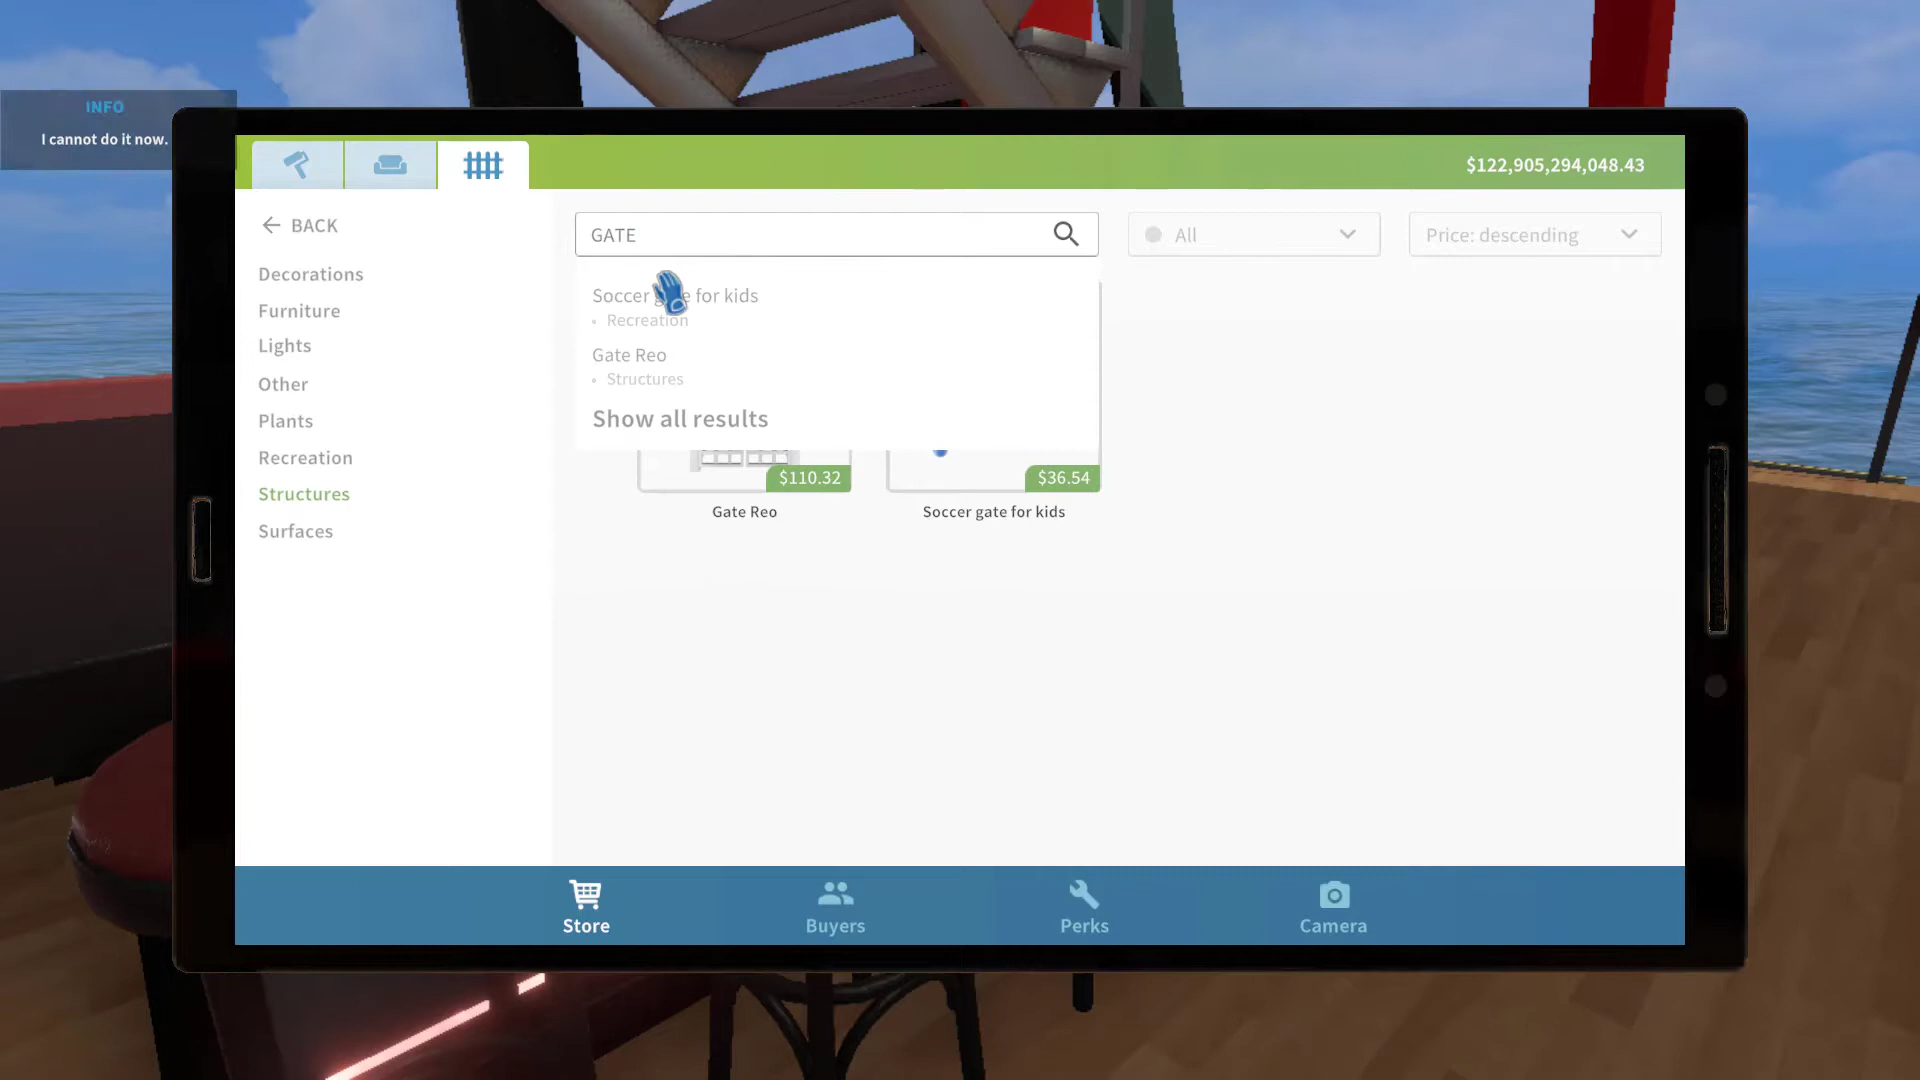 INFO
I cannot do it now.
$122,905,294,048.43
BACK
Decorations
Furniture
Lights
Other
Plants
Recreation
Structures
Surfaces
GATE
All
Price: descending
Soccer gate for kids
• Recreation
Gate Reo
• Structures
Show all results
$110.32
$36.54
Gate Reo
Soccer gate for kids
Store
Buyers
Perks
Camera